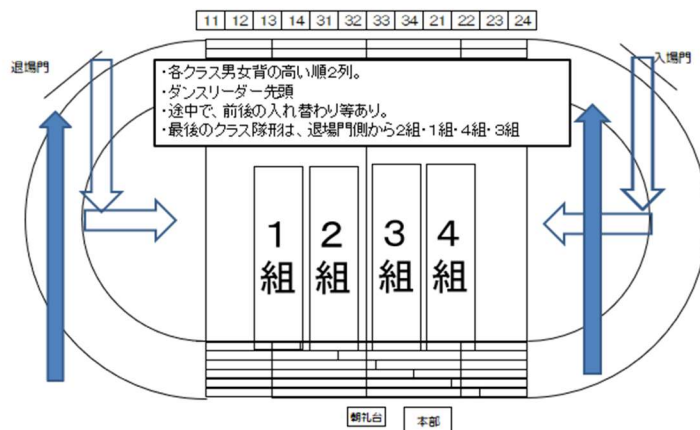 11 12 13 14 31 32 33 34 21 22 23 24
退場門
入場門
・各クラス男女背の高い順2列。
・ダンスリーダー先頭
・途中で、前後の入れ替わり等あり。
・最後のクラス隊形は、退場門側から2組・1組・4組・3組
1組
2組
3組
4組
朝礼台
本部